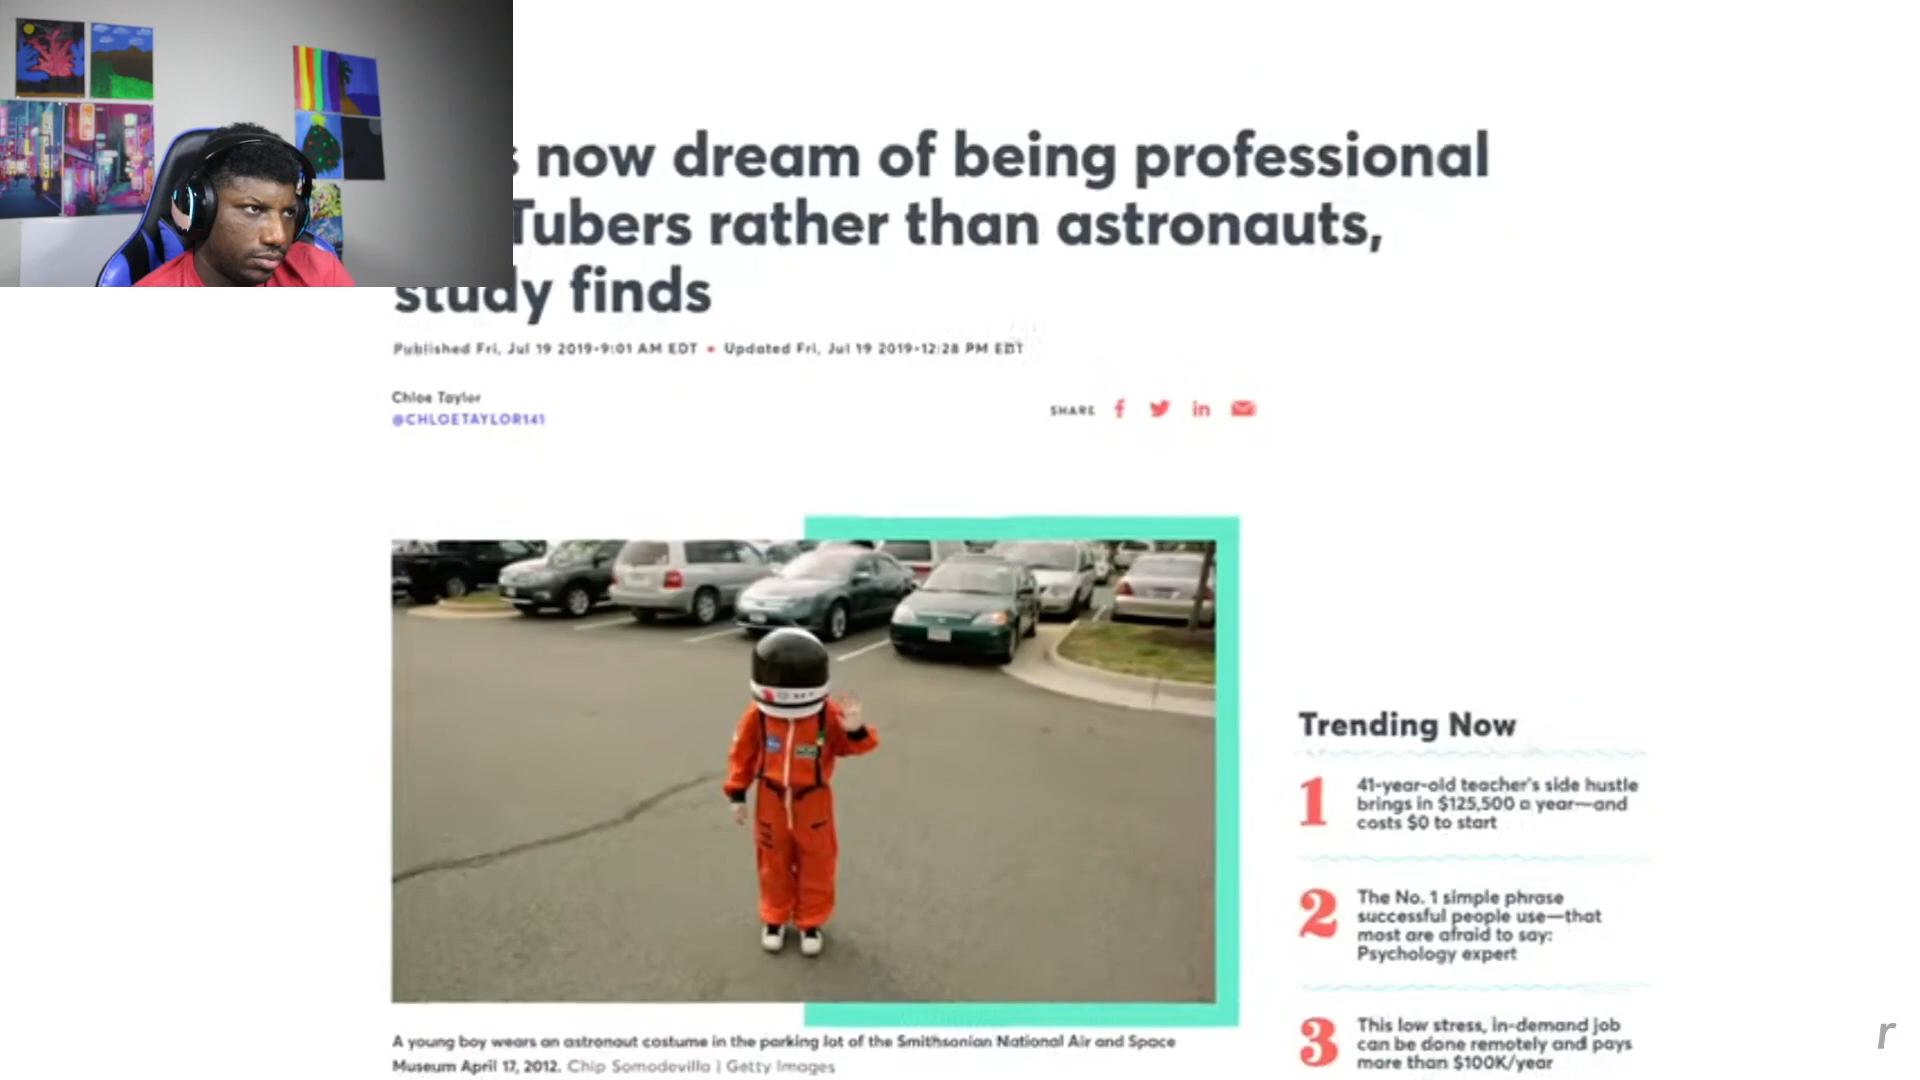 s now dream of being professional
Tubers rather than astronauts,
study finds
Published Fri, Jul 19 2019•9:01 AM EDT • Updated Fri, Jul 19 2019•12:28 PM EDT
Chloe Taylor
@CHLOETAYLOR141
SHARE
Trending Now
1 41-year-old teacher's side hustle
brings in $125,500 a year—and
costs $0 to start
2 The No. 1 simple phrase
successful people use—that
most are afraid to say:
Psychology expert
3 This low stress, in-demand job
can be done remotely and pays
more than $100K/year
A young boy wears an astronaut costume in the parking lot of the Smithsonian National Air and Space
Museum April 17, 2012. Chip Somodevilla | Getty Images
r